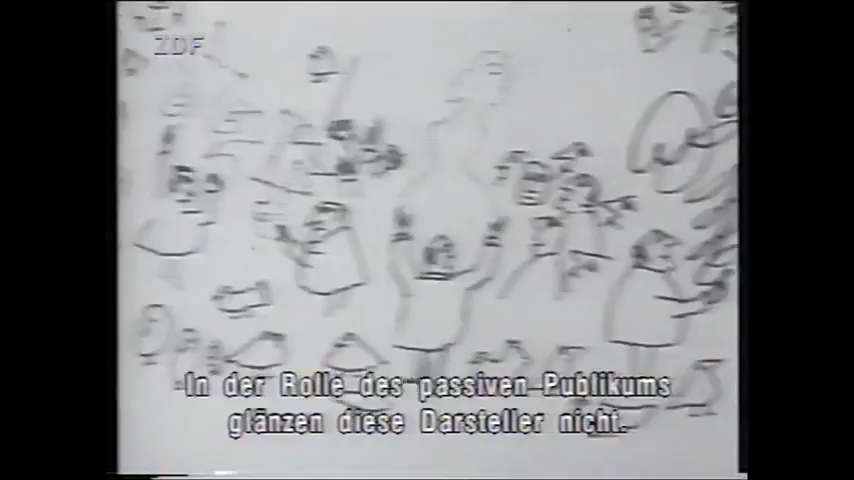 ZDF
In der Rolle des passiven Publikums
glänzen diese Darsteller nicht.